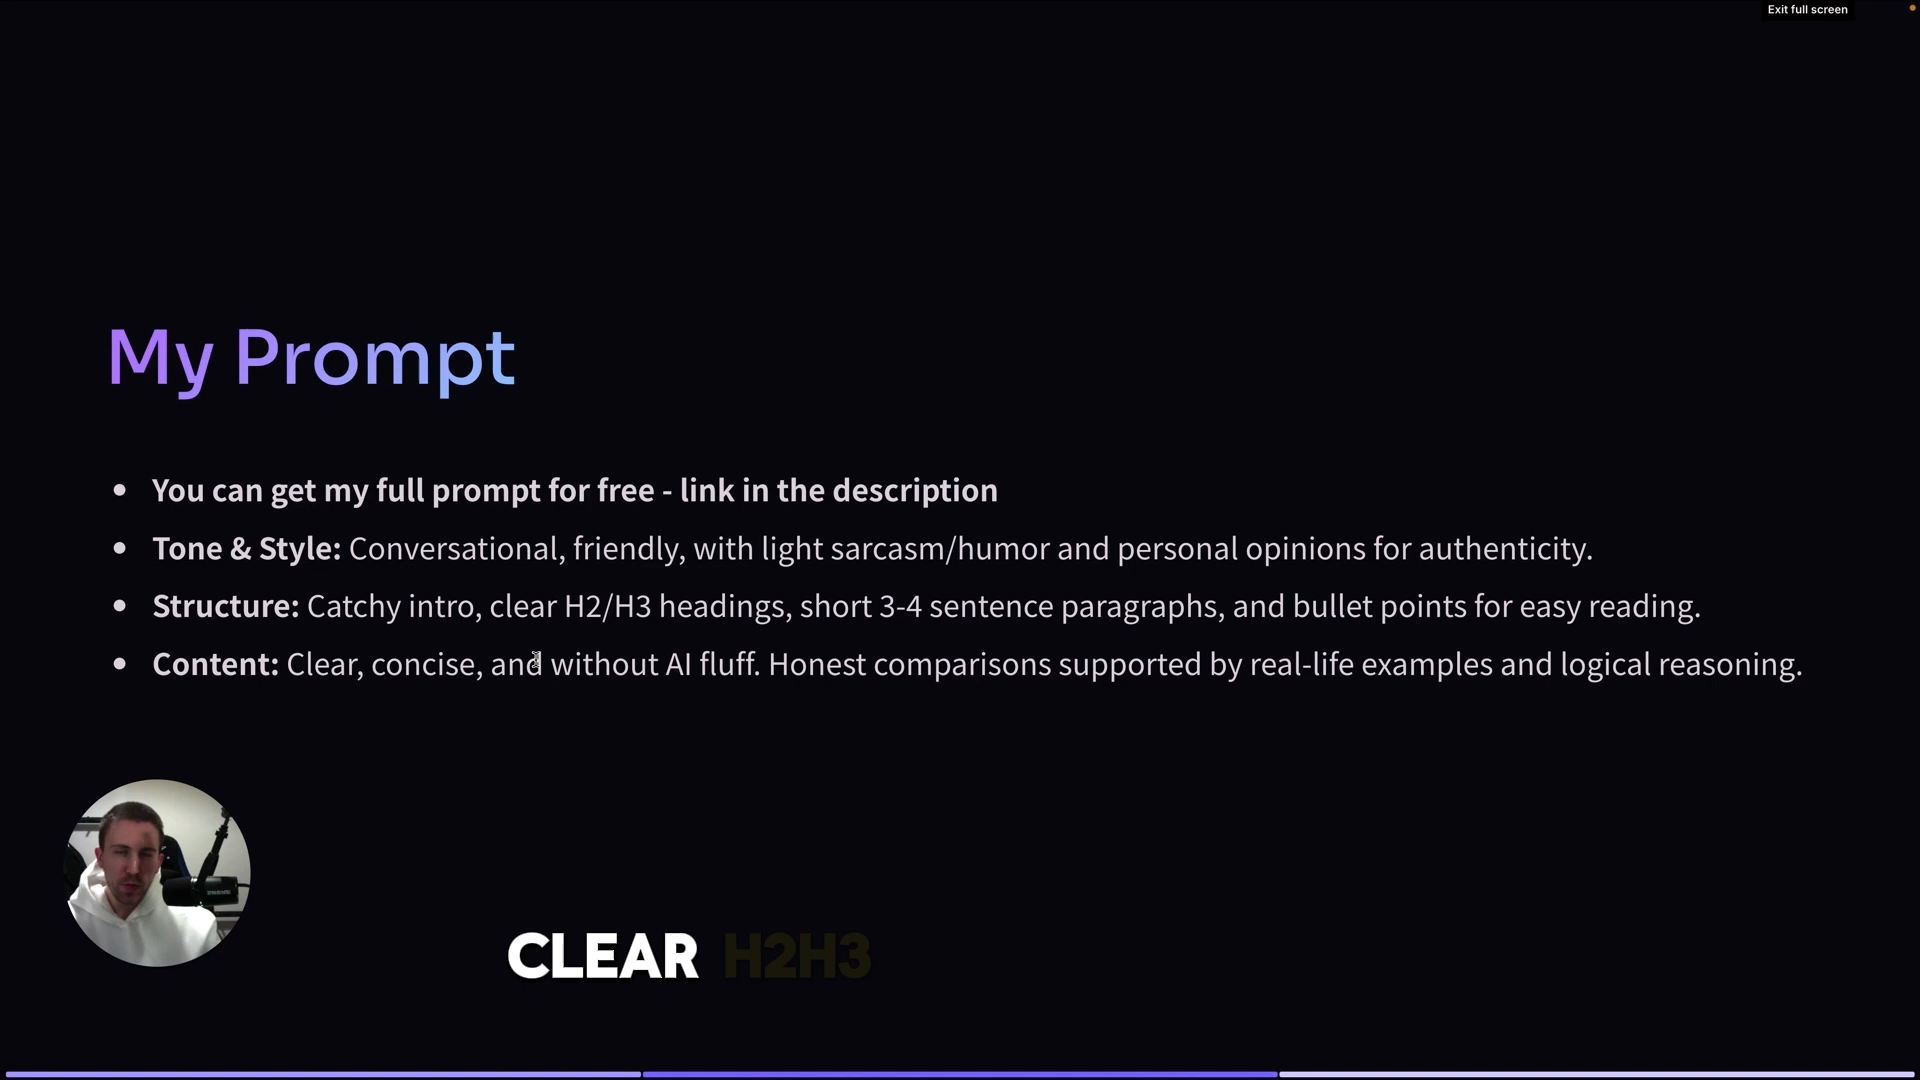 Exit full screen
My Prompt
• You can get my full prompt for free - link in the description
• Tone & Style: Conversational, friendly, with light sarcasm/humor and personal opinions for authenticity.
• Structure: Catchy intro, clear H2/H3 headings, short 3-4 sentence paragraphs, and bullet points for easy reading.
• Content: Clear, concise, and without AI fluff. Honest comparisons supported by real-life examples and logical reasoning.
CLEAR H2H3